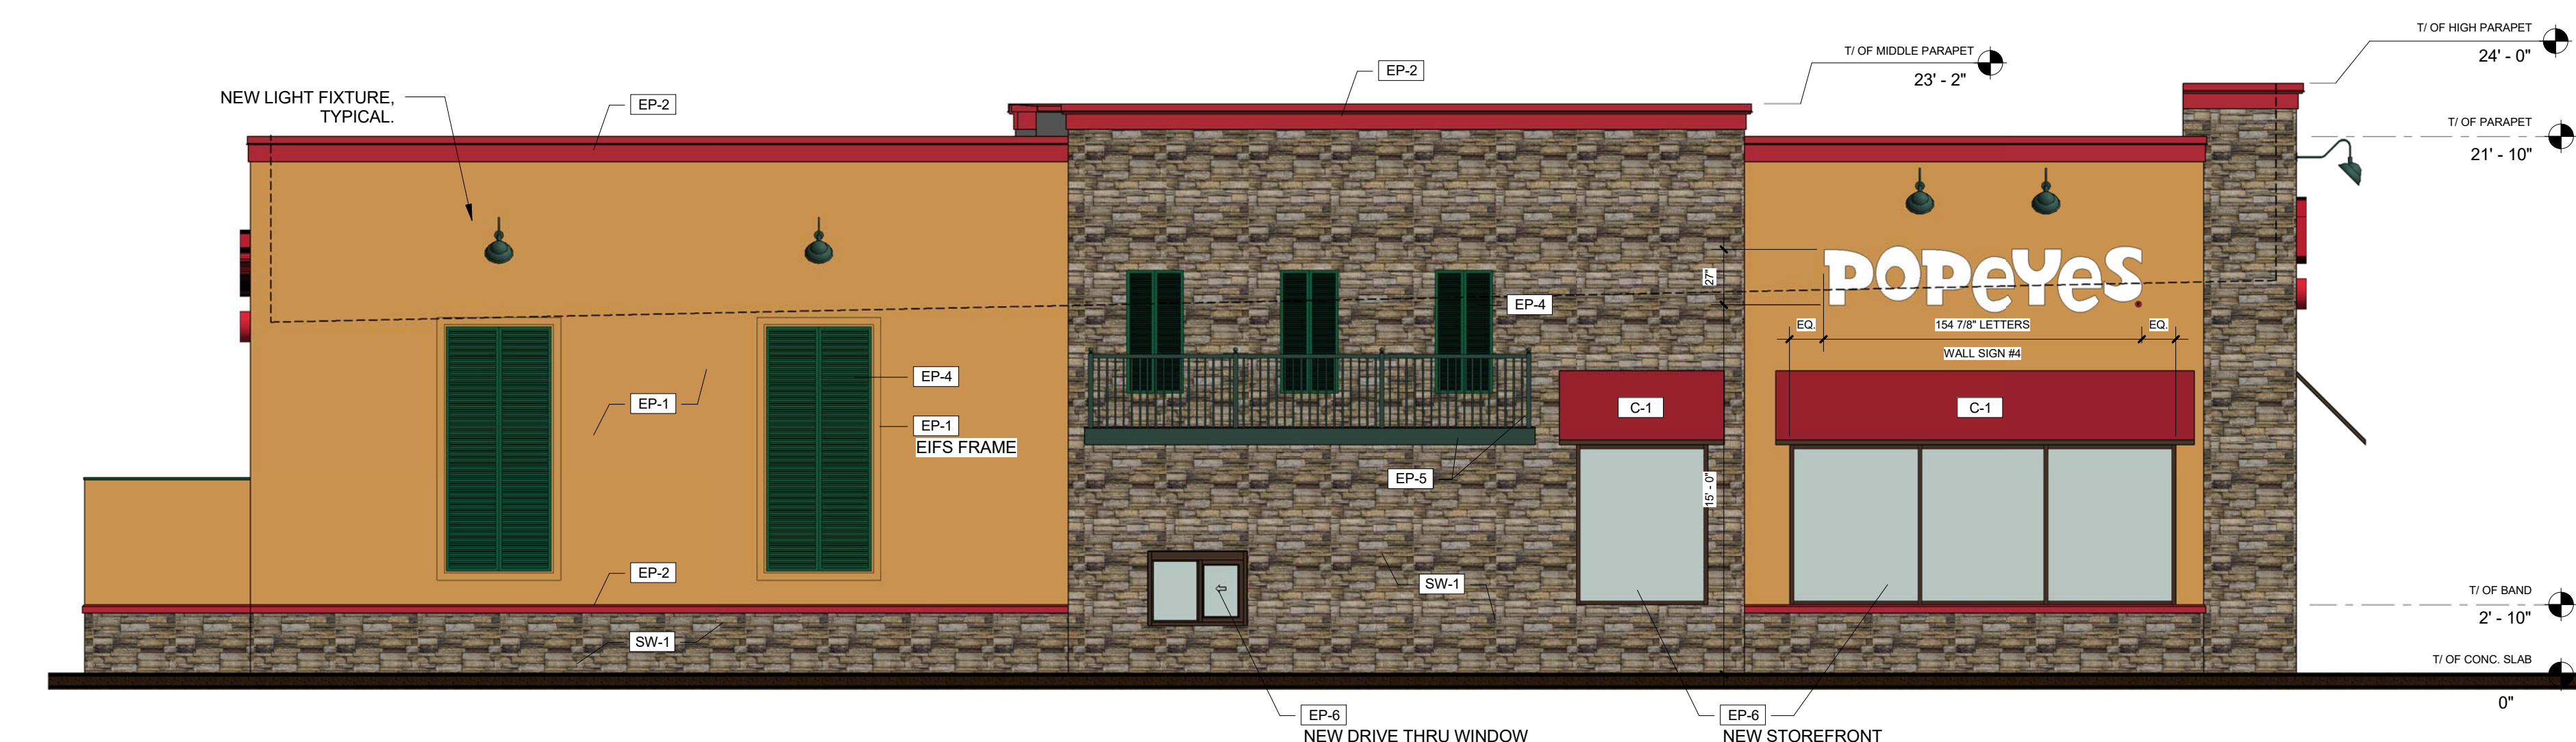 T/ OF HIGH PARAPET
24' - 0"
T/ OF MIDDLE PARAPET
23' - 2"
EP-2
NEW LIGHT FIXTURE,
TYPICAL.
EP-2
T/ OF PARAPET
21' - 10"
POPEYES
27"
EP-4
EQ.
154 7/8" LETTERS
EQ.
WALL SIGN #4
EP-4
EP-1
EP-1
EIFS FRAME
C-1
C-1
EP-5
15' - 0"
EP-2
SW-1
SW-1
T/ OF BAND
2' - 10"
T/ OF CONC. SLAB
0"
EP-6
NEW DRIVE THRU WINDOW
EP-6
NEW STOREFRONT